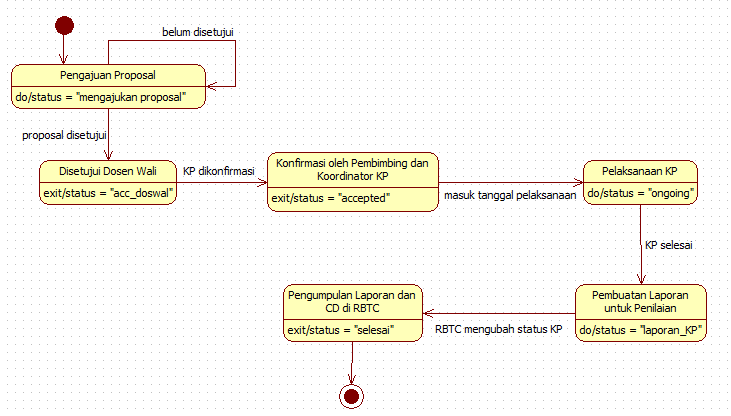 belum disetujui
Pengajuan Proposal
do/status = "mengajukan proposal"
proposal disetujui
Disetujui Dosen Wali
exit/status = "acc_doswal"
KP dikonfirmasi
Konfirmasi oleh Pembimbing dan
Koordinator KP
exit/status = "accepted"
masuk tanggal pelaksanaan
Pelaksanaan KP
do/status = "ongoing"
KP selesai
Pembuatan Laporan
untuk Penilaian
do/status = "laporan_KP"
RBTC mengubah status KP
Pengumpulan Laporan dan
CD di RBTC
exit/status = "selesai"